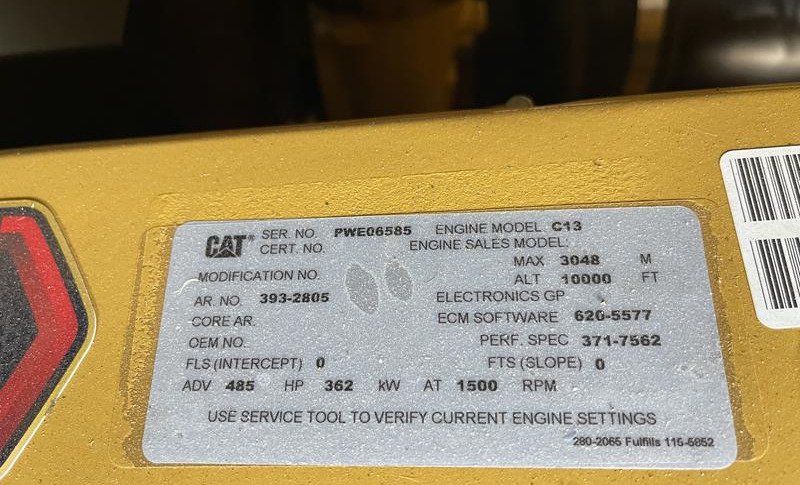 CAT® SER. NO. PWE06585 ENGINE MODEL C13
CERT. NO. ENGINE SALES MODEL:
MAX 3048 M
MODIFICATION NO. ALT 10000 FT
AR. NO. 393-2805 ELECTRONICS GP
CORE AR. ECM SOFTWARE 620-5577
OEM NO. PERF. SPEC 371-7562
FLS (INTERCEPT) 0 FTS (SLOPE) 0
ADV 485 HP 362 kW AT 1500 RPM
USE SERVICE TOOL TO VERIFY CURRENT ENGINE SETTINGS
280-2065 Fulfills 115-5852